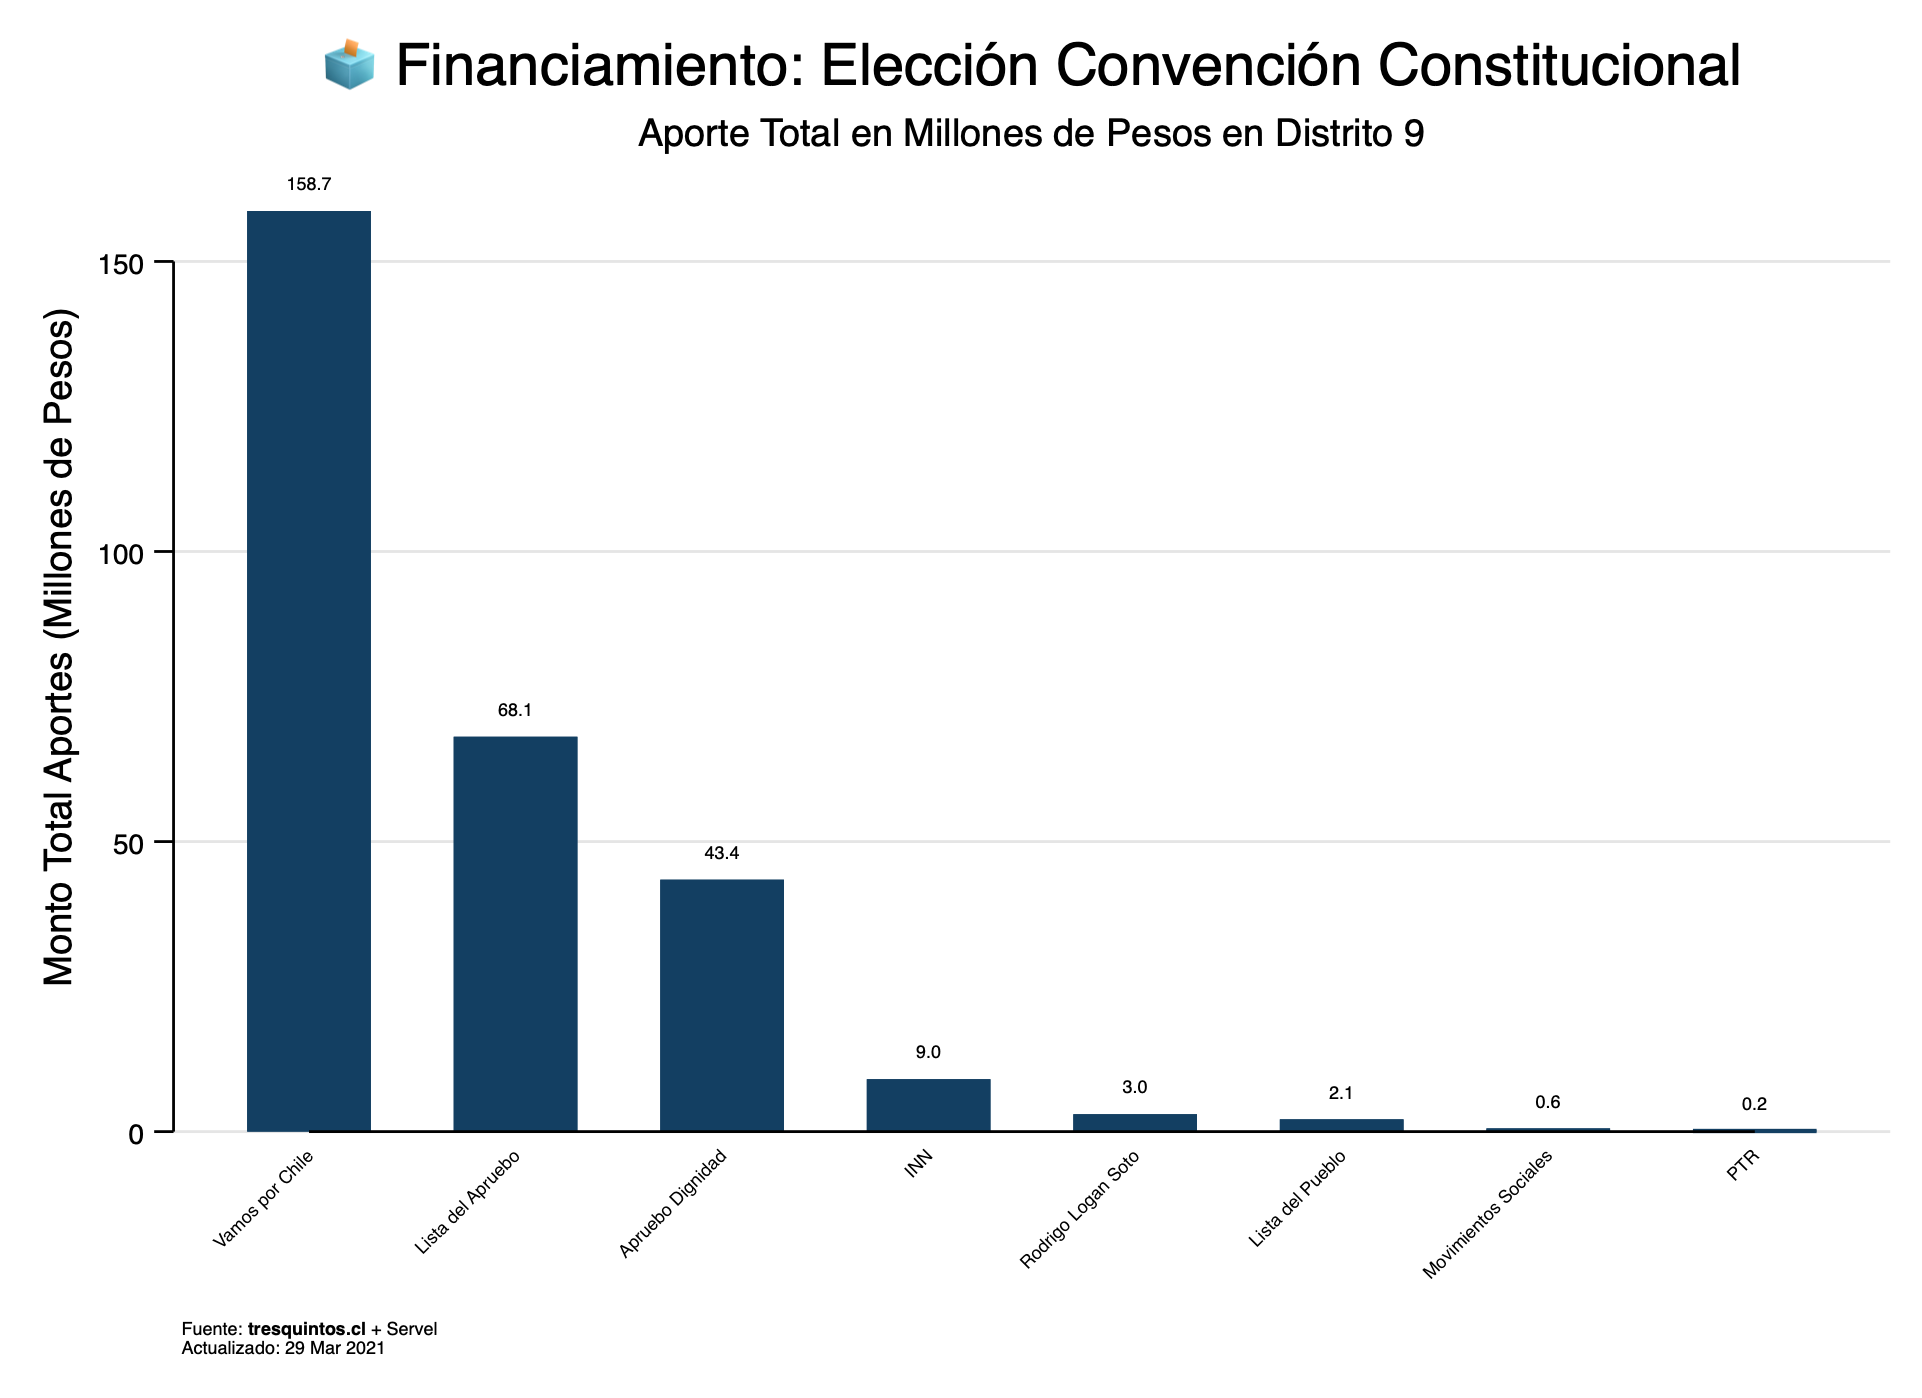 Financiamiento: Elección Convención Constitucional
Aporte Total en Millones de Pesos en Distrito 9
Monto Total Aportes (Millones de Pesos)
150
100
50
0
158.7
68.1
43.4
9.0
3.0
2.1
0.6
0.2
Vamos por Chile
Lista del Apruebo
Apruebo Dignidad
INN
Rodrigo Logan Soto
Lista del Pueblo
Movimientos Sociales
PTR
Fuente: tresquintos.cl + Servel
Actualizado: 29 Mar 2021